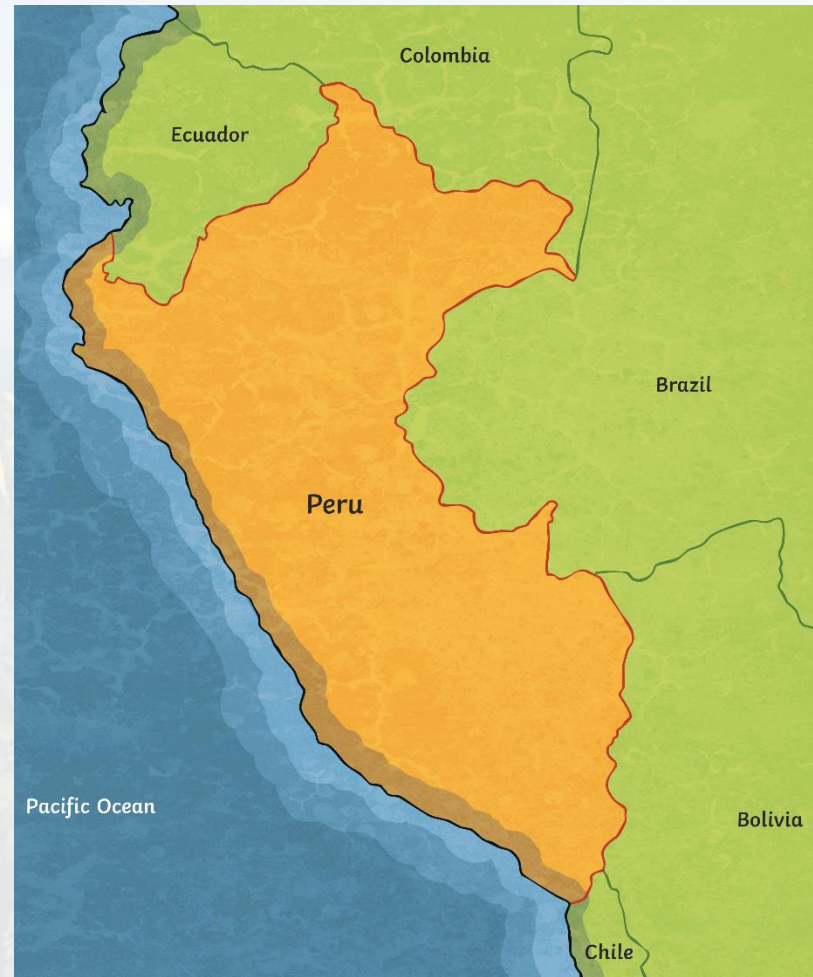 Colombia
Ecuador
Brazil
Peru
Pacific Ocean
Bolivia
Chile